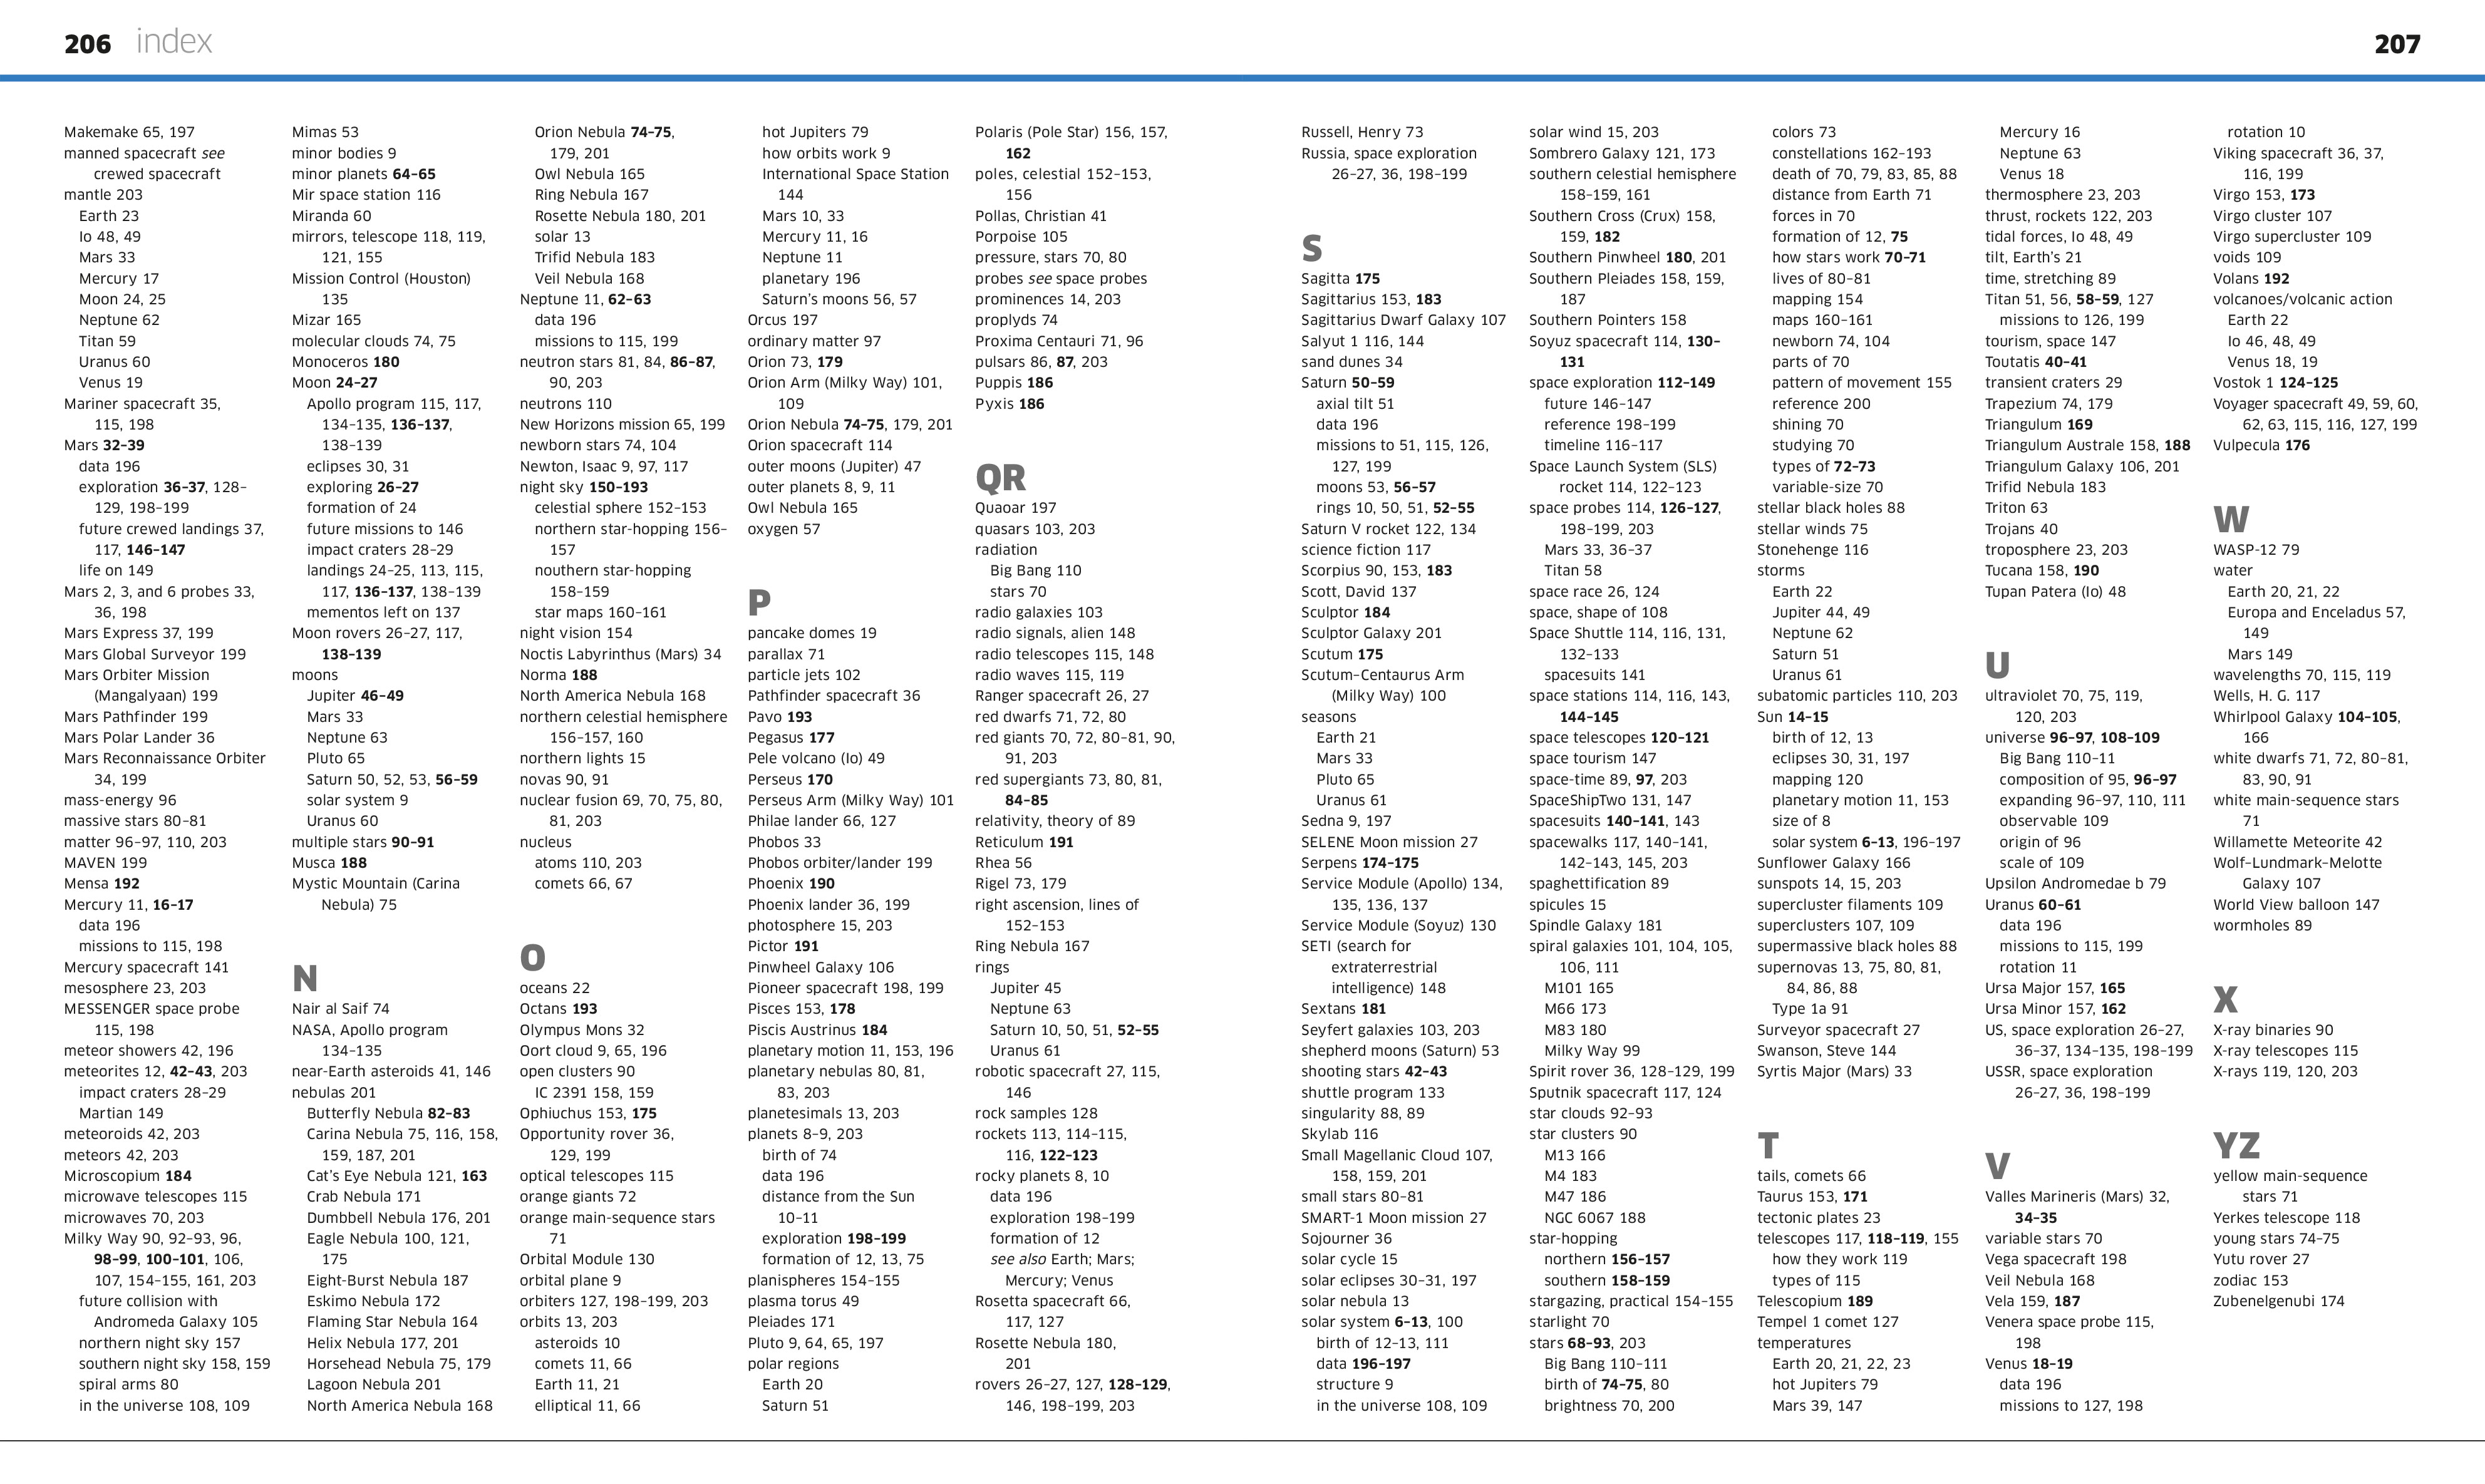 206 index
207
Makemake 65, 197
manned spacecraft see
crewed spacecraft
mantle 203
Earth 23
Io 48, 49
Mars 33
Mercury 17
Moon 24, 25
Neptune 62
Titan 59
Uranus 60
Venus 19
Mariner spacecraft 35,
115, 198
Mars 32–39
data 196
exploration 36–37, 128–
129, 198–199
future crewed landings 37,
117, 146–147
life on 149
Mars 2, 3, and 6 probes 33,
36, 198
Mars Express 37, 199
Mars Global Surveyor 199
Mars Orbiter Mission
(Mangalyaan) 199
Mars Pathfinder 199
Mars Polar Lander 36
Mars Reconnaissance Orbiter
34, 199
mass-energy 96
massive stars 80–81
matter 96–97, 110, 203
MAVEN 199
Mensa 192
Mercury 11, 16–17
data 196
missions to 115, 198
Mercury spacecraft 141
mesosphere 23, 203
MESSENGER space probe
115, 198
meteor showers 42, 196
meteorites 12, 42–43, 203
impact craters 28–29
Martian 149
meteoroids 42, 203
meteors 42, 203
Microscopium 184
microwave telescopes 115
microwaves 70, 203
Milky Way 90, 92–93, 96,
98–99, 100–101, 106,
107, 154–155, 161, 203
future collision with
Andromeda Galaxy 105
northern night sky 157
southern night sky 158, 159
spiral arms 80
in the universe 108, 109
Mimas 53
minor bodies 9
minor planets 64–65
Mir space station 116
Miranda 60
mirrors, telescope 118, 119,
121, 155
Mission Control (Houston)
135
Mizar 165
molecular clouds 74, 75
Monoceros 180
Moon 24–27
Apollo program 115, 117,
134–135, 136–137,
138–139
eclipses 30, 31
exploring 26–27
formation of 24
future missions to 146
impact craters 28–29
landings 24–25, 113, 115,
117, 136–137, 138–139
mementos left on 137
Moon rovers 26–27, 117,
138–139
moons
Jupiter 46–49
Mars 33
Neptune 63
Pluto 65
Saturn 50, 52, 53, 56–59
solar system 9
Uranus 60
multiple stars 90–91
Musca 188
Mystic Mountain (Carina
Nebula) 75
N
Nair al Saif 74
NASA, Apollo program
134–135
near-Earth asteroids 41, 146
nebulas 201
Butterfly Nebula 82–83
Carina Nebula 75, 116, 158,
159, 187, 201
Cat's Eye Nebula 121, 163
Crab Nebula 171
Dumbbell Nebula 176, 201
Eagle Nebula 100, 121,
175
Eight-Burst Nebula 187
Eskimo Nebula 172
Flaming Star Nebula 164
Helix Nebula 177, 201
Horsehead Nebula 75, 179
Lagoon Nebula 201
North America Nebula 168
Orion Nebula 74–75,
179, 201
Owl Nebula 165
Ring Nebula 167
Rosette Nebula 180, 201
solar 13
Trifid Nebula 183
Veil Nebula 168
Neptune 11, 62–63
data 196
missions to 115, 199
neutron stars 81, 84, 86–87,
90, 203
neutrons 110
New Horizons mission 65, 199
newborn stars 74, 104
Newton, Isaac 9, 97, 117
night sky 150–193
celestial sphere 152–153
northern star-hopping 156–
157
nouthern star-hopping
158–159
star maps 160–161
night vision 154
Noctis Labyrinthus (Mars) 34
Norma 188
North America Nebula 168
northern celestial hemisphere
156–157, 160
northern lights 15
novas 90, 91
nuclear fusion 69, 70, 75, 80,
81, 203
nucleus
atoms 110, 203
comets 66, 67
O
oceans 22
Octans 193
Olympus Mons 32
Oort cloud 9, 65, 196
open clusters 90
IC 2391 158, 159
Ophiuchus 153, 175
Opportunity rover 36,
129, 199
optical telescopes 115
orange giants 72
orange main-sequence stars
71
Orbital Module 130
orbital plane 9
orbiters 127, 198–199, 203
orbits 13, 203
asteroids 10
comets 11, 66
Earth 11, 21
elliptical 11, 66
hot Jupiters 79
how orbits work 9
International Space Station
144
Mars 10, 33
Mercury 11, 16
Neptune 11
planetary 196
Saturn's moons 56, 57
Orcus 197
ordinary matter 97
Orion 73, 179
Orion Arm (Milky Way) 101,
109
Orion Nebula 74–75, 179, 201
Orion spacecraft 114
outer moons (Jupiter) 47
outer planets 8, 9, 11
Owl Nebula 165
oxygen 57
P
pancake domes 19
parallax 71
particle jets 102
Pathfinder spacecraft 36
Pavo 193
Pegasus 177
Pele volcano (Io) 49
Perseus 170
Perseus Arm (Milky Way) 101
Philae lander 66, 127
Phobos 33
Phobos orbiter/lander 199
Phoenix 190
Phoenix lander 36, 199
photosphere 15, 203
Pictor 191
Pinwheel Galaxy 106
Pioneer spacecraft 198, 199
Pisces 153, 178
Piscis Austrinus 184
planetary motion 11, 153, 196
planetary nebulas 80, 81,
83, 203
planetesimals 13, 203
planets 8–9, 203
birth of 74
data 196
distance from the Sun
10–11
exploration 198–199
formation of 12, 13, 75
planispheres 154–155
plasma torus 49
Pleiades 171
Pluto 9, 64, 65, 197
polar regions
Earth 20
Saturn 51
Polaris (Pole Star) 156, 157,
162
poles, celestial 152–153,
156
Pollas, Christian 41
Porpoise 105
pressure, stars 70, 80
probes see space probes
prominences 14, 203
proplyds 74
Proxima Centauri 71, 96
pulsars 86, 87, 203
Puppis 186
Pyxis 186
QR
Quaoar 197
quasars 103, 203
radiation
Big Bang 110
stars 70
radio galaxies 103
radio signals, alien 148
radio telescopes 115, 148
radio waves 115, 119
Ranger spacecraft 26, 27
red dwarfs 71, 72, 80
red giants 70, 72, 80–81, 90,
91, 203
red supergiants 73, 80, 81,
84–85
relativity, theory of 89
Reticulum 191
Rhea 56
Rigel 73, 179
right ascension, lines of
152–153
Ring Nebula 167
rings
Jupiter 45
Neptune 63
Saturn 10, 50, 51, 52–55
Uranus 61
robotic spacecraft 27, 115,
146
rock samples 128
rockets 113, 114–115,
116, 122–123
rocky planets 8, 10
data 196
exploration 198–199
formation of 12
see also Earth; Mars;
Mercury; Venus
Rosetta spacecraft 66,
117, 127
Rosette Nebula 180,
201
rovers 26–27, 127, 128–129,
146, 198–199, 203
Russell, Henry 73
Russia, space exploration
26–27, 36, 198–199
S
Sagitta 175
Sagittarius 153, 183
Sagittarius Dwarf Galaxy 107
Salyut 1 116, 144
sand dunes 34
Saturn 50–59
axial tilt 51
data 196
missions to 51, 115, 126,
127, 199
moons 53, 56–57
rings 10, 50, 51, 52–55
Saturn V rocket 122, 134
science fiction 117
Scorpius 90, 153, 183
Scott, David 137
Sculptor 184
Sculptor Galaxy 201
Scutum 175
Scutum–Centaurus Arm
(Milky Way) 100
seasons
Earth 21
Mars 33
Pluto 65
Uranus 61
Sedna 9, 197
SELENE Moon mission 27
Serpens 174–175
Service Module (Apollo) 134,
135, 136, 137
Service Module (Soyuz) 130
SETI (search for
extraterrestrial
intelligence) 148
Sextans 181
Seyfert galaxies 103, 203
shepherd moons (Saturn) 53
shooting stars 42–43
shuttle program 133
singularity 88, 89
Skylab 116
Small Magellanic Cloud 107,
158, 159, 201
small stars 80–81
SMART-1 Moon mission 27
Sojourner 36
solar cycle 15
solar eclipses 30–31, 197
solar nebula 13
solar system 6–13, 100
birth of 12–13, 111
data 196–197
structure 9
in the universe 108, 109
solar wind 15, 203
Sombrero Galaxy 121, 173
southern celestial hemisphere
158–159, 161
Southern Cross (Crux) 158,
159, 182
Southern Pinwheel 180, 201
Southern Pleiades 158, 159,
187
Southern Pointers 158
Soyuz spacecraft 114, 130–
131
space exploration 112–149
future 146–147
reference 198–199
timeline 116–117
Space Launch System (SLS)
rocket 114, 122–123
space probes 114, 126–127,
198–199, 203
Mars 33, 36–37
Titan 58
space race 26, 124
space, shape of 108
Space Shuttle 114, 116, 131,
132–133
spacesuits 141
space stations 114, 116, 143,
144–145
space telescopes 120–121
space tourism 147
space-time 89, 97, 203
SpaceShipTwo 131, 147
spacesuits 140–141, 143
spacewalks 117, 140–141,
142–143, 145, 203
spaghettification 89
spicules 15
Spindle Galaxy 181
spiral galaxies 101, 104, 105,
106, 111
M101 165
M66 173
M83 180
Milky Way 99
Spirit rover 36, 128–129, 199
Sputnik spacecraft 117, 124
star clouds 92–93
star clusters 90
M13 166
M4 183
M47 186
NGC 6067 188
star-hopping
northern 156–157
southern 158–159
stargazing, practical 154–155
starlight 70
stars 68–93, 203
Big Bang 110–111
birth of 74–75, 80
brightness 70, 200
colors 73
constellations 162–193
death of 70, 79, 83, 85, 88
distance from Earth 71
forces in 70
formation of 12, 75
how stars work 70–71
lives of 80–81
mapping 154
maps 160–161
newborn 74, 104
parts of 70
pattern of movement 155
reference 200
shining 70
studying 70
types of 72–73
variable-size 70
stellar black holes 88
stellar winds 75
Stonehenge 116
storms
Earth 22
Jupiter 44, 49
Neptune 62
Saturn 51
Uranus 61
subatomic particles 110, 203
Sun 14–15
birth of 12, 13
eclipses 30, 31, 197
mapping 120
planetary motion 11, 153
size of 8
solar system 6–13, 196–197
Sunflower Galaxy 166
sunspots 14, 15, 203
supercluster filaments 109
superclusters 107, 109
supermassive black holes 88
supernovas 13, 75, 80, 81,
84, 86, 88
Type 1a 91
Surveyor spacecraft 27
Swanson, Steve 144
Syrtis Major (Mars) 33
T
tails, comets 66
Taurus 153, 171
tectonic plates 23
telescopes 117, 118–119, 155
how they work 119
types of 115
Telescopium 189
Tempel 1 comet 127
temperatures
Earth 20, 21, 22, 23
hot Jupiters 79
Mars 39, 147
Mercury 16
Neptune 63
Venus 18
thermosphere 23, 203
thrust, rockets 122, 203
tidal forces, Io 48, 49
tilt, Earth's 21
time, stretching 89
Titan 51, 56, 58–59, 127
missions to 126, 199
tourism, space 147
Toutatis 40–41
transient craters 29
Trapezium 74, 179
Triangulum 169
Triangulum Australe 158, 188
Triangulum Galaxy 106, 201
Trifid Nebula 183
Triton 63
Trojans 40
troposphere 23, 203
Tucana 158, 190
Tupan Patera (Io) 48
U
ultraviolet 70, 75, 119,
120, 203
universe 96–97, 108–109
Big Bang 110–11
composition of 95, 96–97
expanding 96–97, 110, 111
observable 109
origin of 96
scale of 109
Upsilon Andromedae b 79
Uranus 60–61
data 196
missions to 115, 199
rotation 11
Ursa Major 157, 165
Ursa Minor 157, 162
US, space exploration 26–27,
36–37, 134–135, 198–199
USSR, space exploration
26–27, 36, 198–199
V
Valles Marineris (Mars) 32,
34–35
variable stars 70
Vega spacecraft 198
Veil Nebula 168
Vela 159, 187
Venera space probe 115,
198
Venus 18–19
data 196
missions to 127, 198
rotation 10
Viking spacecraft 36, 37,
116, 199
Virgo 153, 173
Virgo cluster 107
Virgo supercluster 109
voids 109
Volans 192
volcanoes/volcanic action
Earth 22
Io 46, 48, 49
Venus 18, 19
Vostok 1 124–125
Voyager spacecraft 49, 59, 60,
62, 63, 115, 116, 127, 199
Vulpecula 176
W
WASP-12 79
water
Earth 20, 21, 22
Europa and Enceladus 57,
149
Mars 149
wavelengths 70, 115, 119
Wells, H. G. 117
Whirlpool Galaxy 104–105,
166
white dwarfs 71, 72, 80–81,
83, 90, 91
white main-sequence stars
71
Willamette Meteorite 42
Wolf–Lundmark–Melotte
Galaxy 107
World View balloon 147
wormholes 89
X
X-ray binaries 90
X-ray telescopes 115
X-rays 119, 120, 203
YZ
yellow main-sequence
stars 71
Yerkes telescope 118
young stars 74–75
Yutu rover 27
zodiac 153
Zubenelgenubi 174